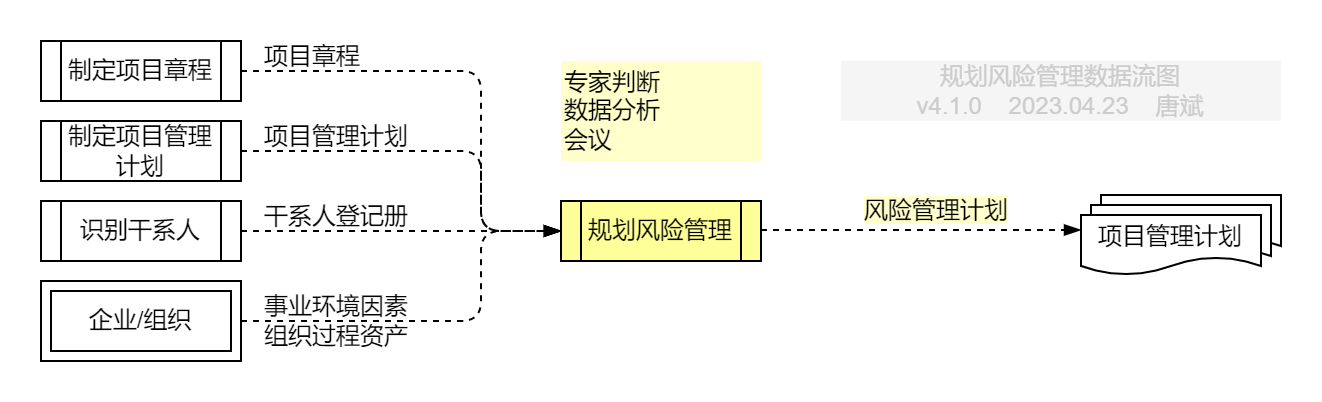 制定项目章程
项目章程
制定项目管理
计划
项目管理计划
识别干系人
干系人登记册
企业/组织
事业环境因素
组织过程资产
专家判断
数据分析
会议
规划风险管理
风险管理计划
项目管理计划
规划风险管理数据流图
v4.1.0 2023.04.23 唐斌